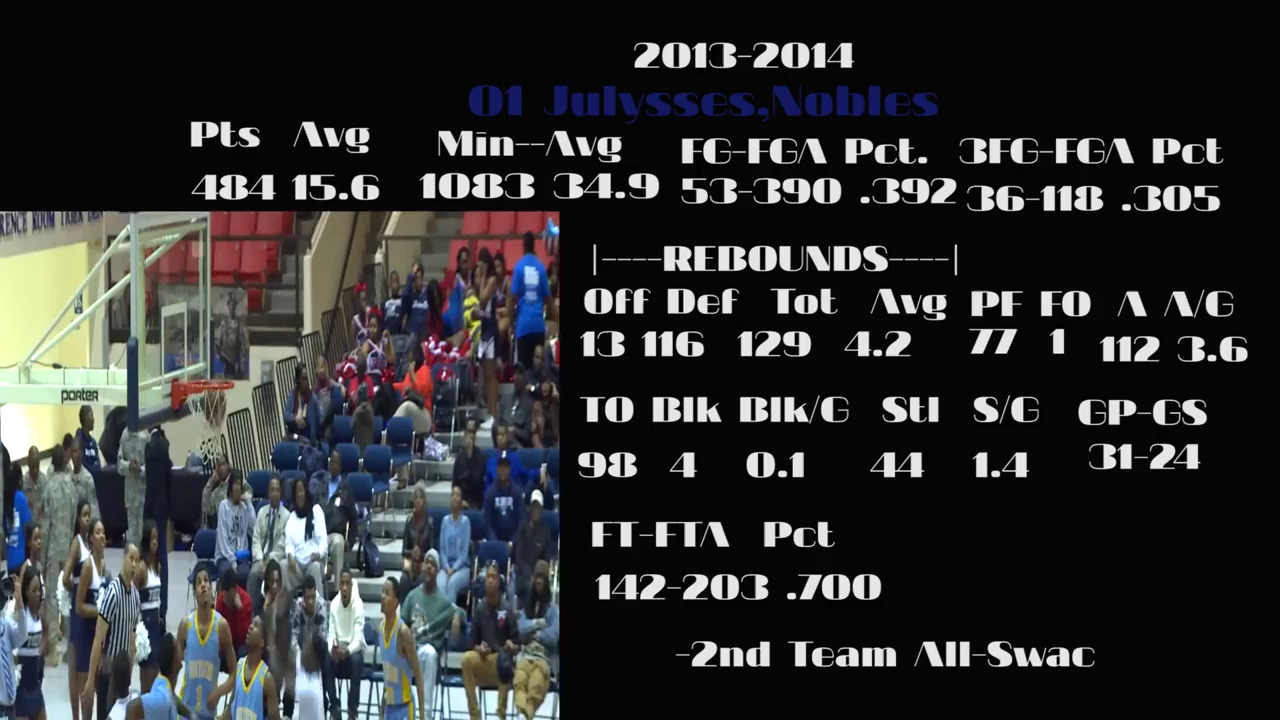 2013-2014
01 Julysses,Nobles
Pts Avg Min--Avg FG-FGA Pct. 3FG-FGA Pct
484 15.6 1083 34.9 53-390 .392 36-118 .305
|----REBOUNDS----|
Off Def Tot Avg PF FO A A/G
13 116 129 4.2 77 1 112 3.6
TO Blk Blk/G Stl S/G GP-GS
98 4 0.1 44 1.4 31-24
FT-FTA Pct
142-203 .700
-2nd Team All-Swac
porter